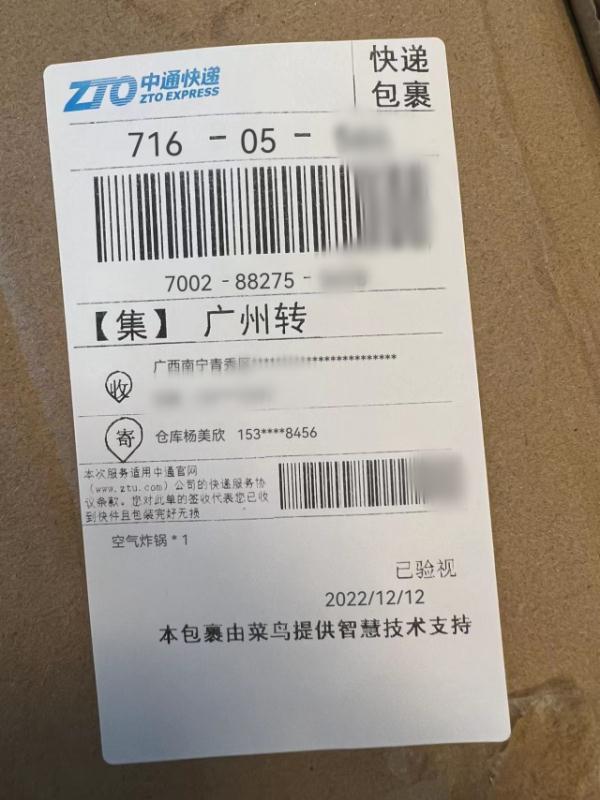 ZTO 中通快递
ZTO EXPRESS
快递
包裹
716 - 05 -
7002 - 88275 -
【集】 广州转
广西南宁青秀区**********************
收
寄 仓库杨美欣 153****8456
本次服务适用中通官网
(www.ztu.com) 公司的快递服务协
议条款。您对此单的签收代表您已收
到快件且包装完好无损
空气炸锅 * 1
已验视
2022/12/12
本包裹由菜鸟提供智慧技术支持